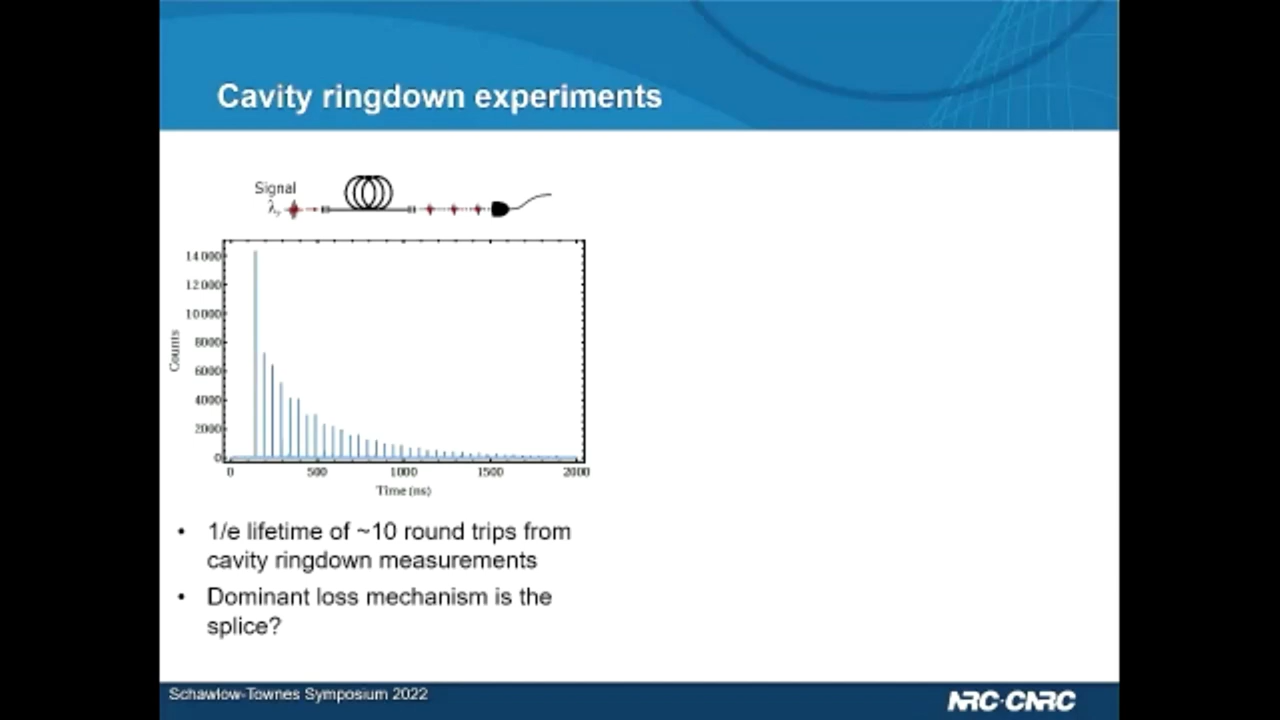 Cavity ringdown experiments
Signal
14 000
12 000
10 000
8000
6000
4000
2000
0
Counts
0 500 1000 1500 2000
Time (ns)
• 1/e lifetime of ~10 round trips from
cavity ringdown measurements
• Dominant loss mechanism is the
splice?
Schawlow-Townes Symposium 2022
NRC·CNRC